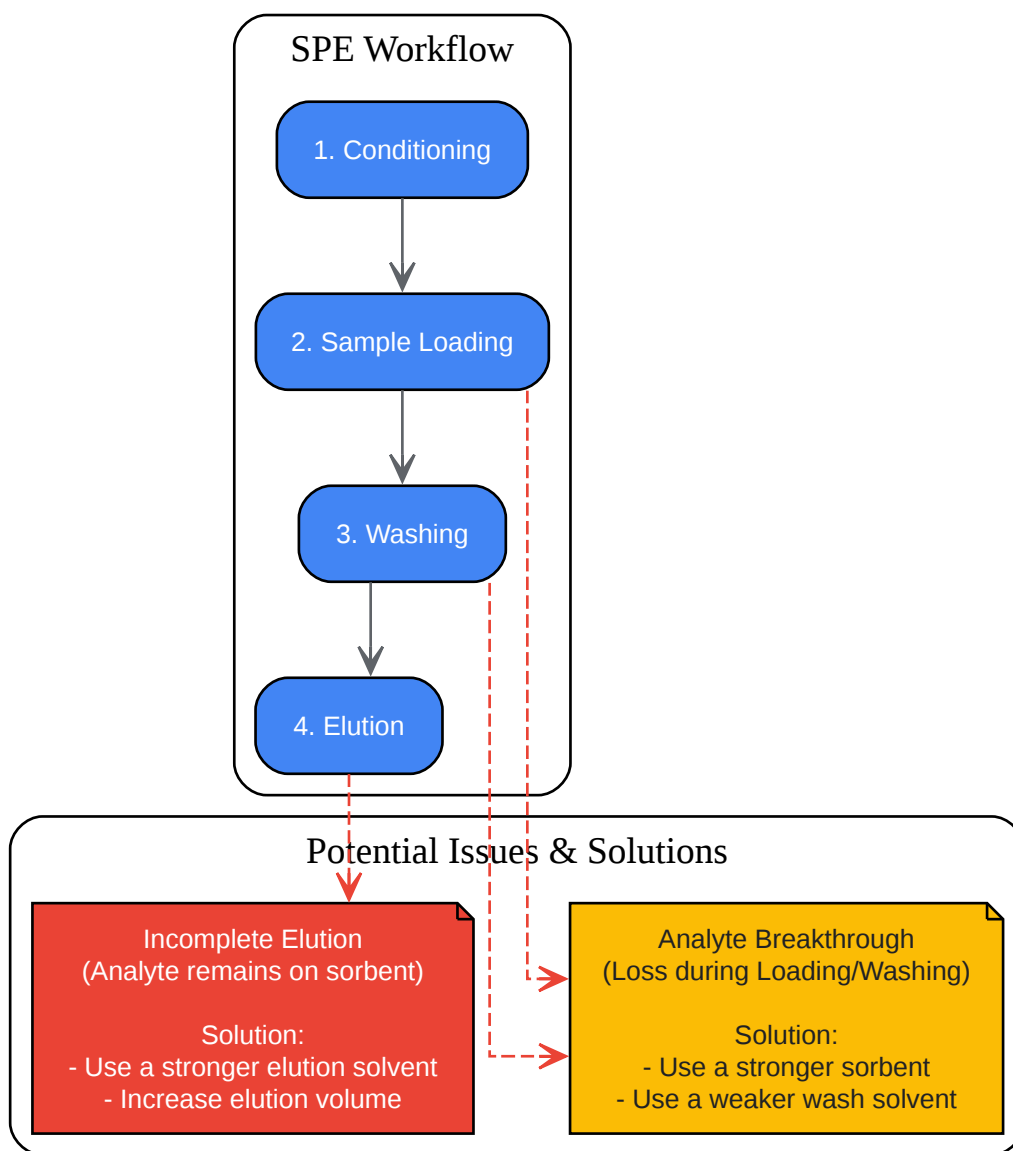 SPE Workflow
1. Conditioning
2. Sample Loading
3. Washing
4. Elution
Potential Issues & Solutions
Incomplete Elution
(Analyte remains on sorbent)
Solution:
- Use a stronger elution solvent
- Increase elution volume
Analyte Breakthrough
(Loss during Loading/Washing)
Solution:
- Use a stronger sorbent
- Use a weaker wash solvent